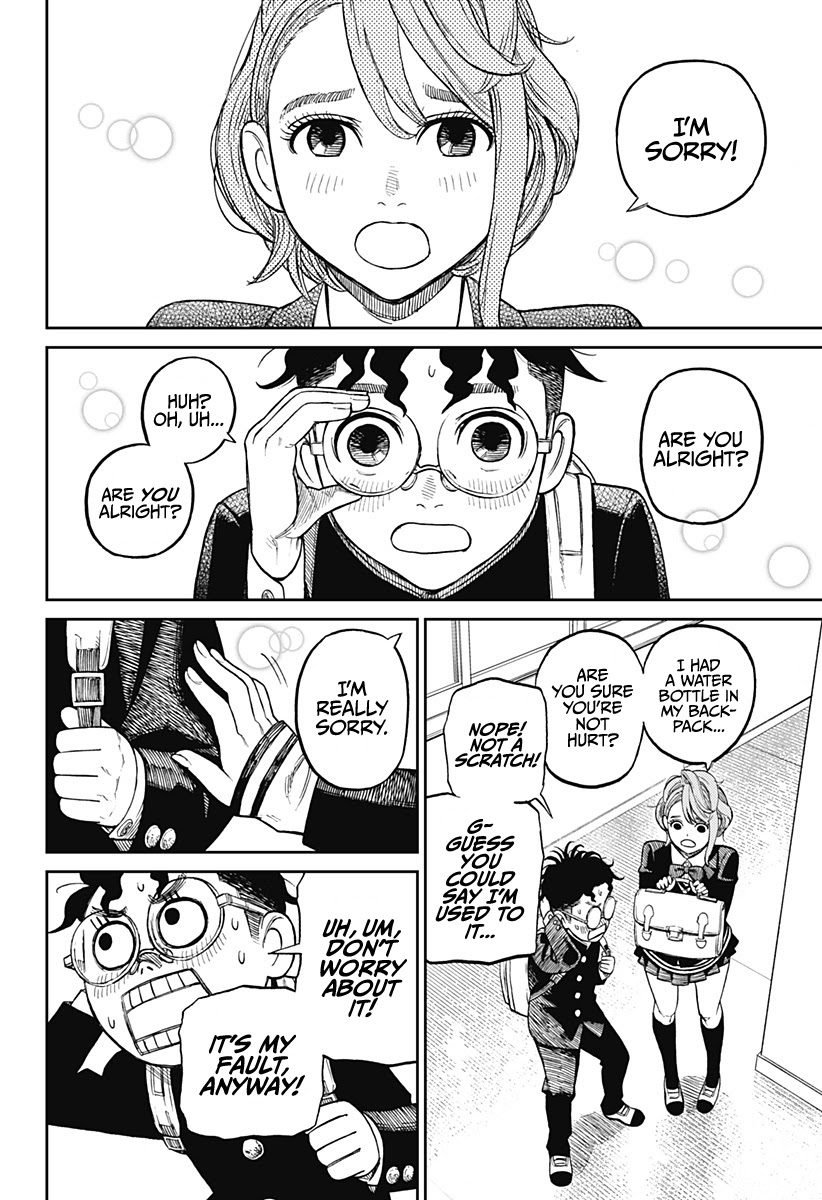 I'M
SORRY!
ARE YOU
ALRIGHT?
HUH?
OH, UH...
ARE YOU
ALRIGHT?
I HAD
A WATER
BOTTLE IN
MY BACK-
PACK...
ARE
YOU SURE
YOU'RE
NOT
HURT?
NOPE!
NOT A
SCRATCH!
G-
GUESS
YOU
COULD
SAY I'M
USED TO
IT...
I'M
REALLY
SORRY.
UH, UM,
DON'T
WORRY
ABOUT
IT!
IT'S MY
FAULT,
ANYWAY!